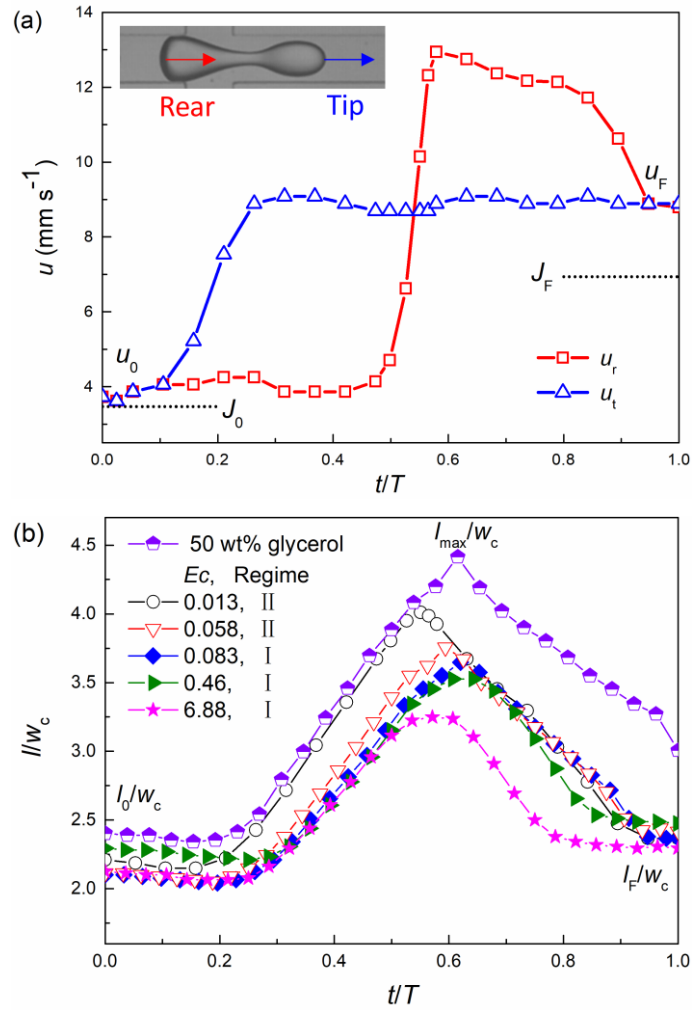 (a)
14
12
10
8
6
4
u (mm s⁻¹)
Rear
Tip
u_F
J_F
u_0
J_0
u_r
u_t
0.0 0.2 0.4 0.6 0.8 1.0
t/T
(b)
4.5
4.0
3.5
3.0
2.5
2.0
l/w_c
50 wt% glycerol
Ec, Regime
0.013, II
0.058, II
0.083, I
0.46, I
6.88, I
l_max/w_c
l_0/w_c
l_F/w_c
0.0 0.2 0.4 0.6 0.8 1.0
t/T